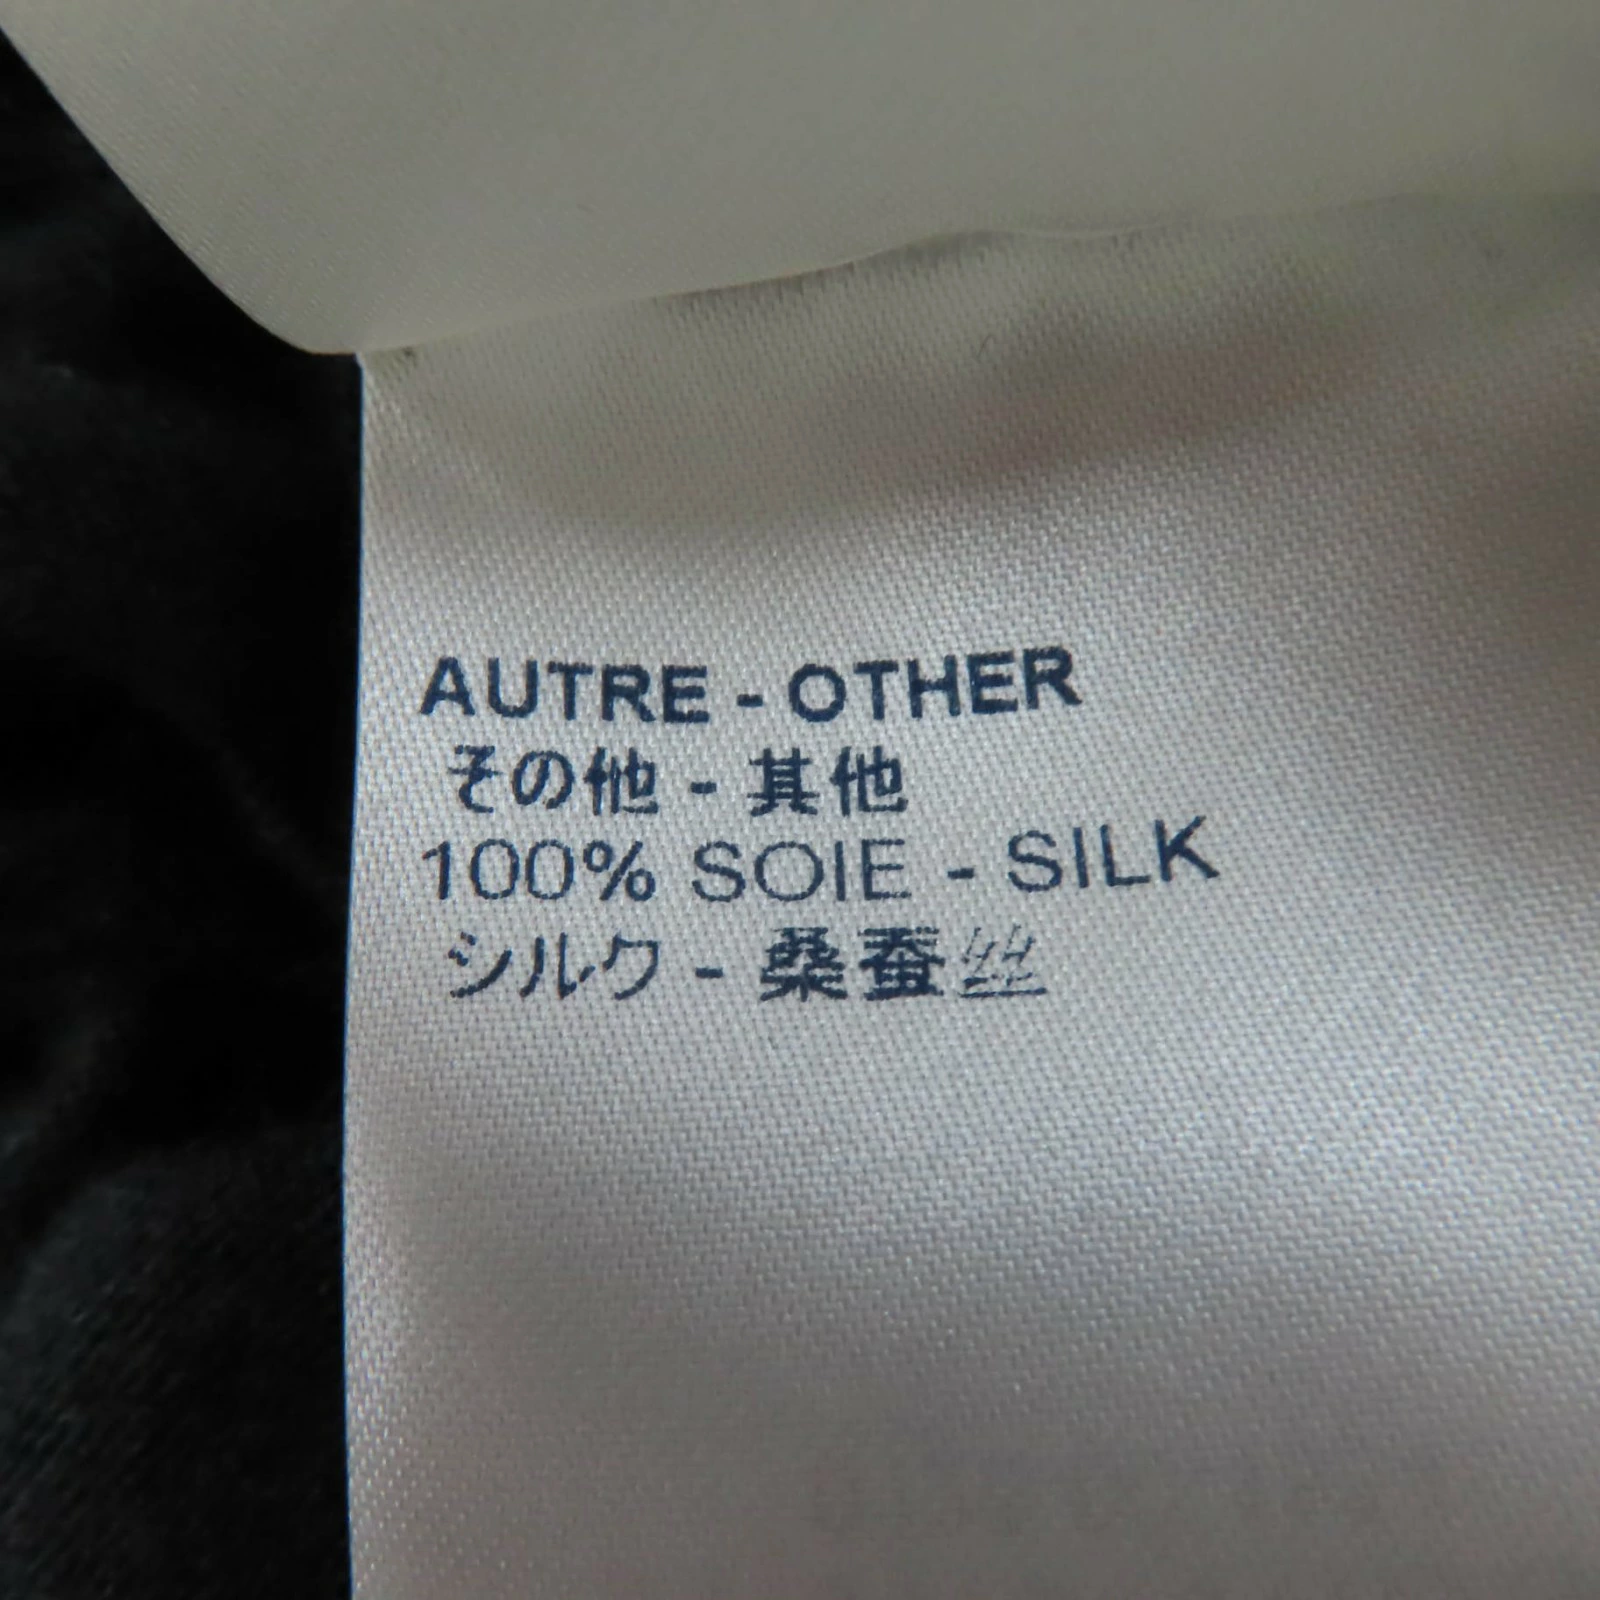 AUTRE - OTHER
その他 - 其他
100% SOIE - SILK
シルク - 桑蚕丝